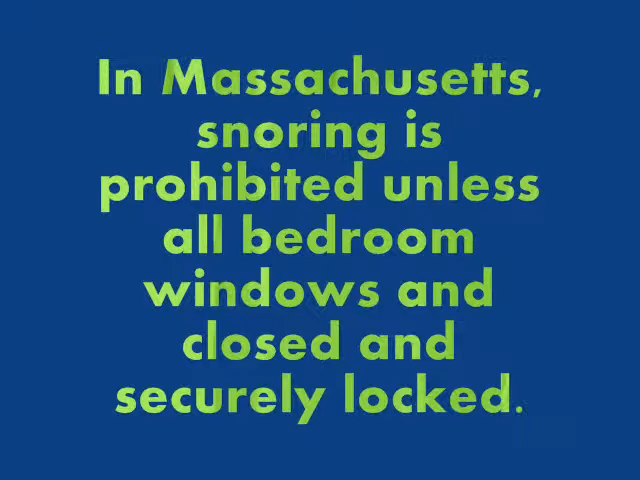 In Massachusetts,
snoring is
prohibited unless
all bedroom
windows and
closed and
securely locked.